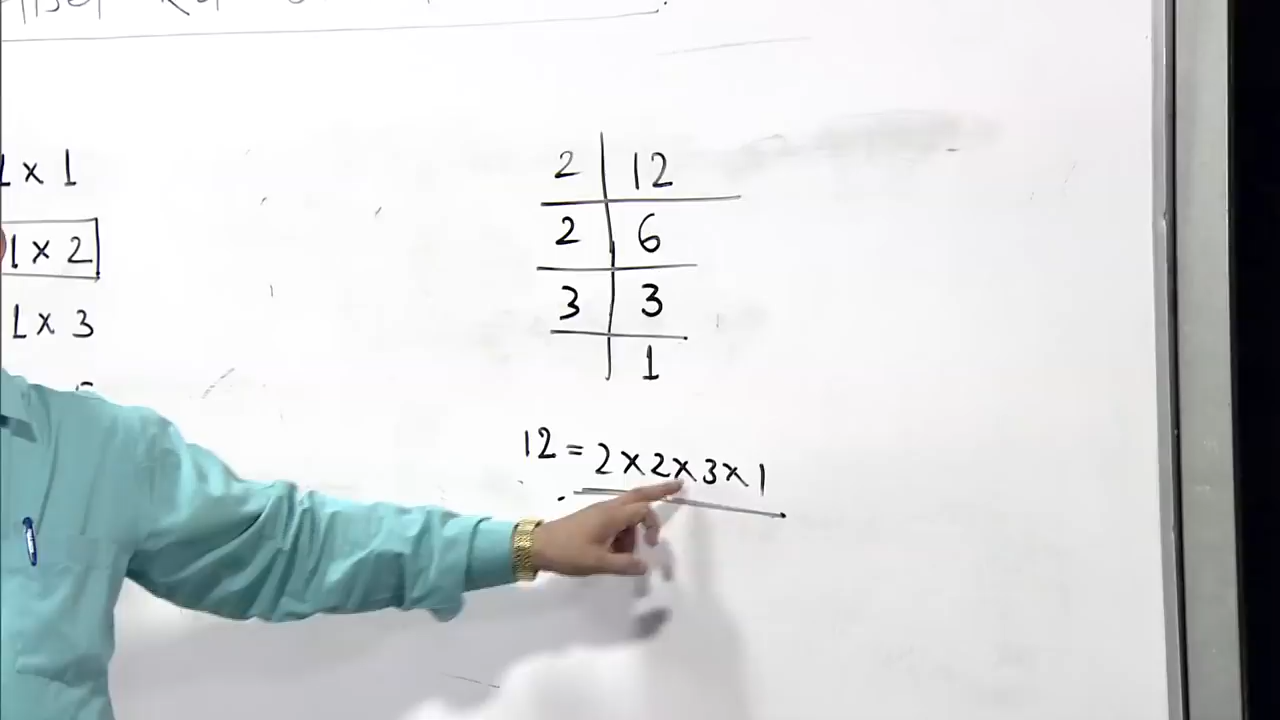 1 x 1
1 x 2
1 x 3
2 | 12
2 | 6
3 | 3
| 1
12 = 2 x 2 x 3 x 1